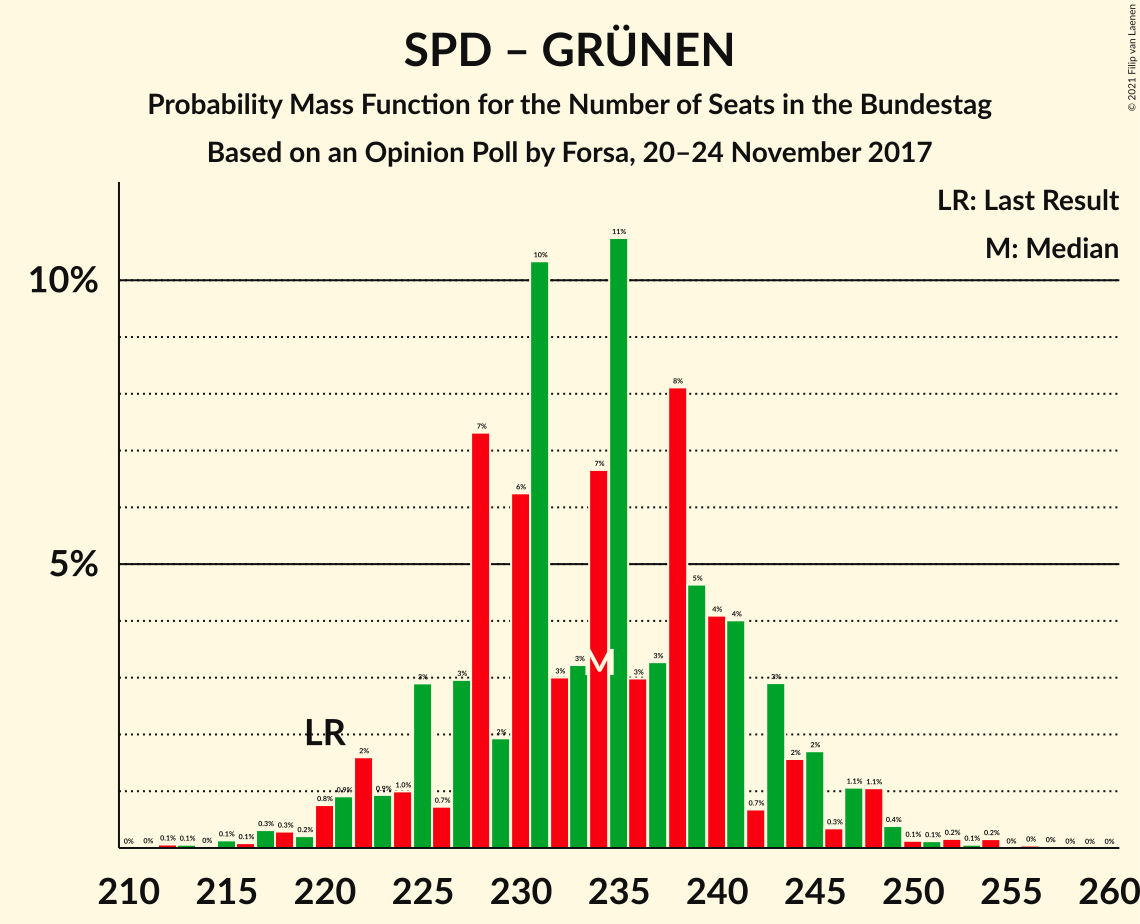 SPD – GRÜNEN
Probability Mass Function for the Number of Seats in the Bundestag
Based on an Opinion Poll by Forsa, 20–24 November 2017
© 2021 Filip van Laenen
LR: Last Result
M: Median
10%
5%
LR
M
0% 0% 0.1% 0.1% 0% 0.1% 0.1% 0.3% 0.3% 0.2% 0.8% 0.9% 2% 0.9% 1.0% 3% 0.7% 3% 7% 2% 6% 10% 3% 3% 7% 11% 3% 3% 8% 5% 4% 4% 0.7% 3% 2% 2% 0.3% 1.1% 1.1% 0.4% 0.1% 0.1% 0.2% 0.1% 0.2% 0% 0% 0% 0% 0% 0%
210 215 220 225 230 235 240 245 250 255 260